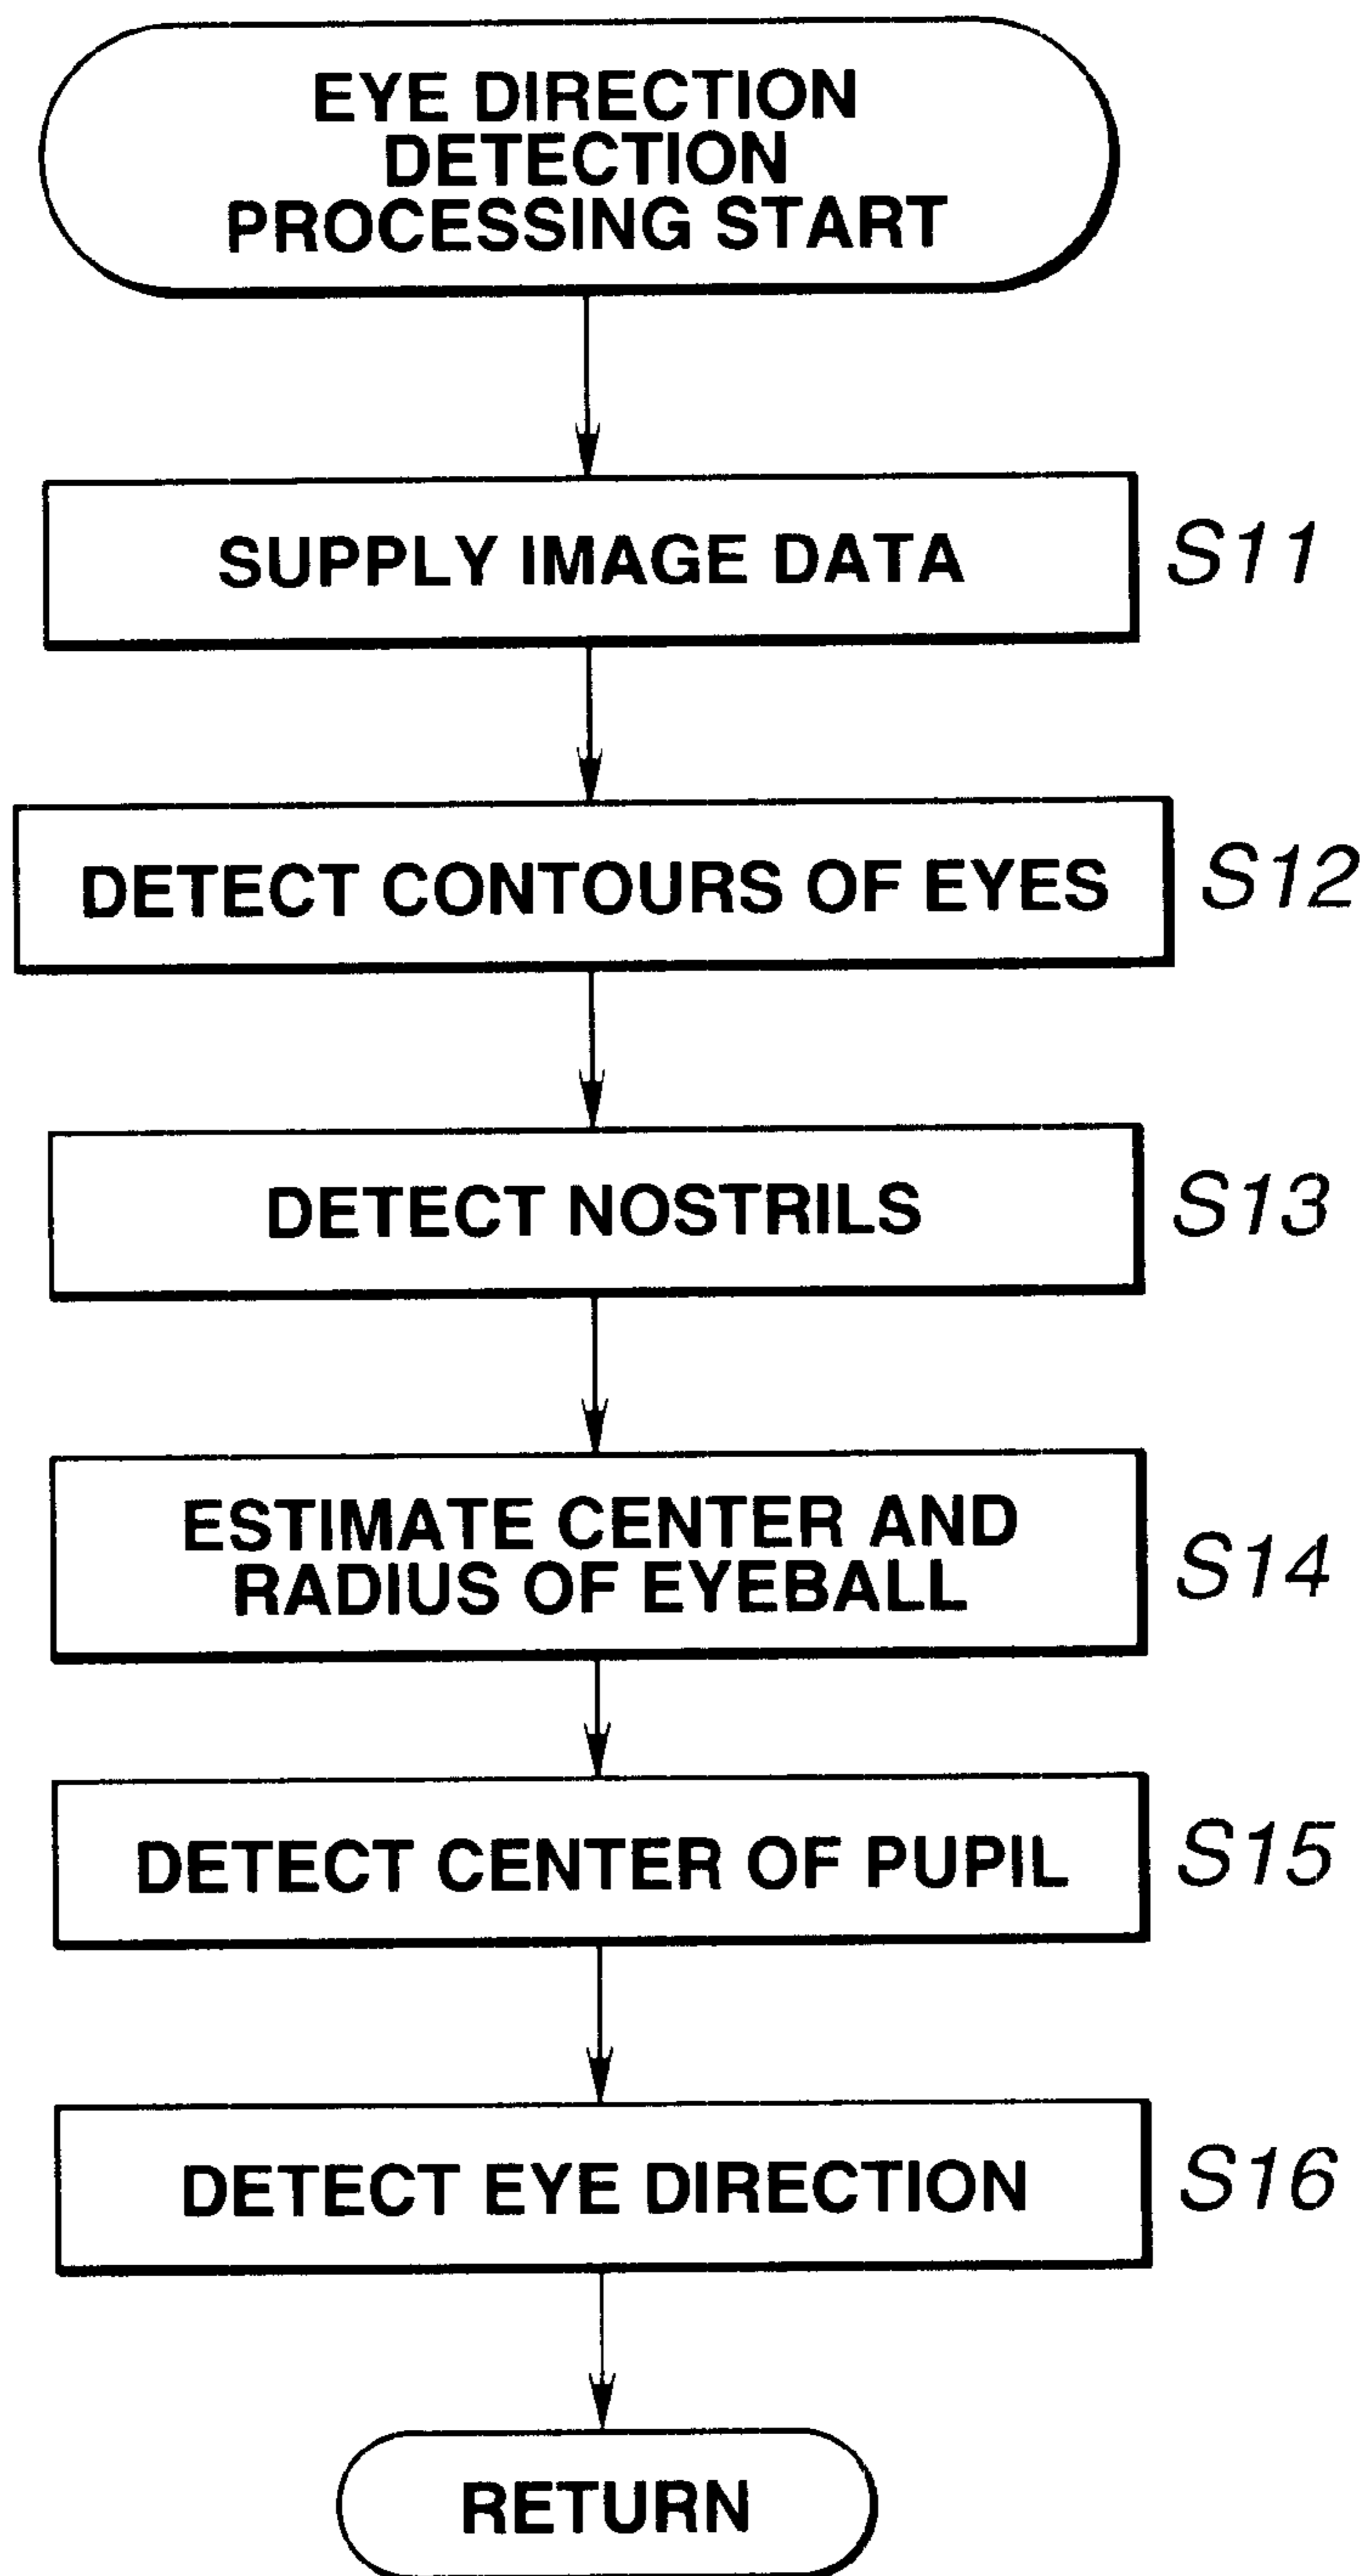 EYE DIRECTION
DETECTION
PROCESSING START
SUPPLY IMAGE DATA
S11
DETECT CONTOURS OF EYES
S12
DETECT NOSTRILS
S13
ESTIMATE CENTER AND
RADIUS OF EYEBALL
S14
DETECT CENTER OF PUPIL
S15
DETECT EYE DIRECTION
S16
RETURN